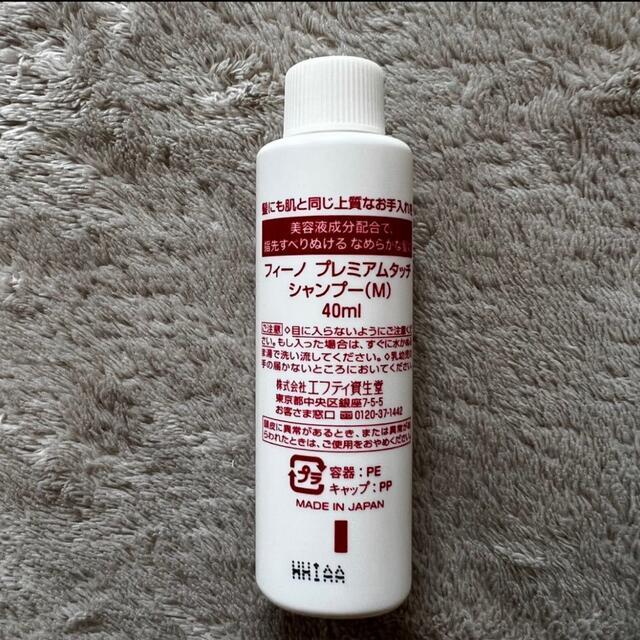 髪にも肌と同じ上質なお手入れを
美容液成分配合で、
指先すべりぬける なめらかな髪
フィーノ プレミアムタッチ
シャンプー(M)
40ml
ご注意 ◇目に入らないようにご注意くだ
さい。もし入った場合は、すぐに水かぬ
ま湯で洗い流してください。◇乳幼児の
手の届かないところにおいてください。
株式会社エフティ資生堂
東京都中央区銀座7-5-5
お客さま窓口 0120-37-1442
頭皮に異常があるとき、または異常が
らわれたときは、ご使用をおやめください
プラ
容器:PE
キャップ:PP
MADE IN JAPAN
HH1AA